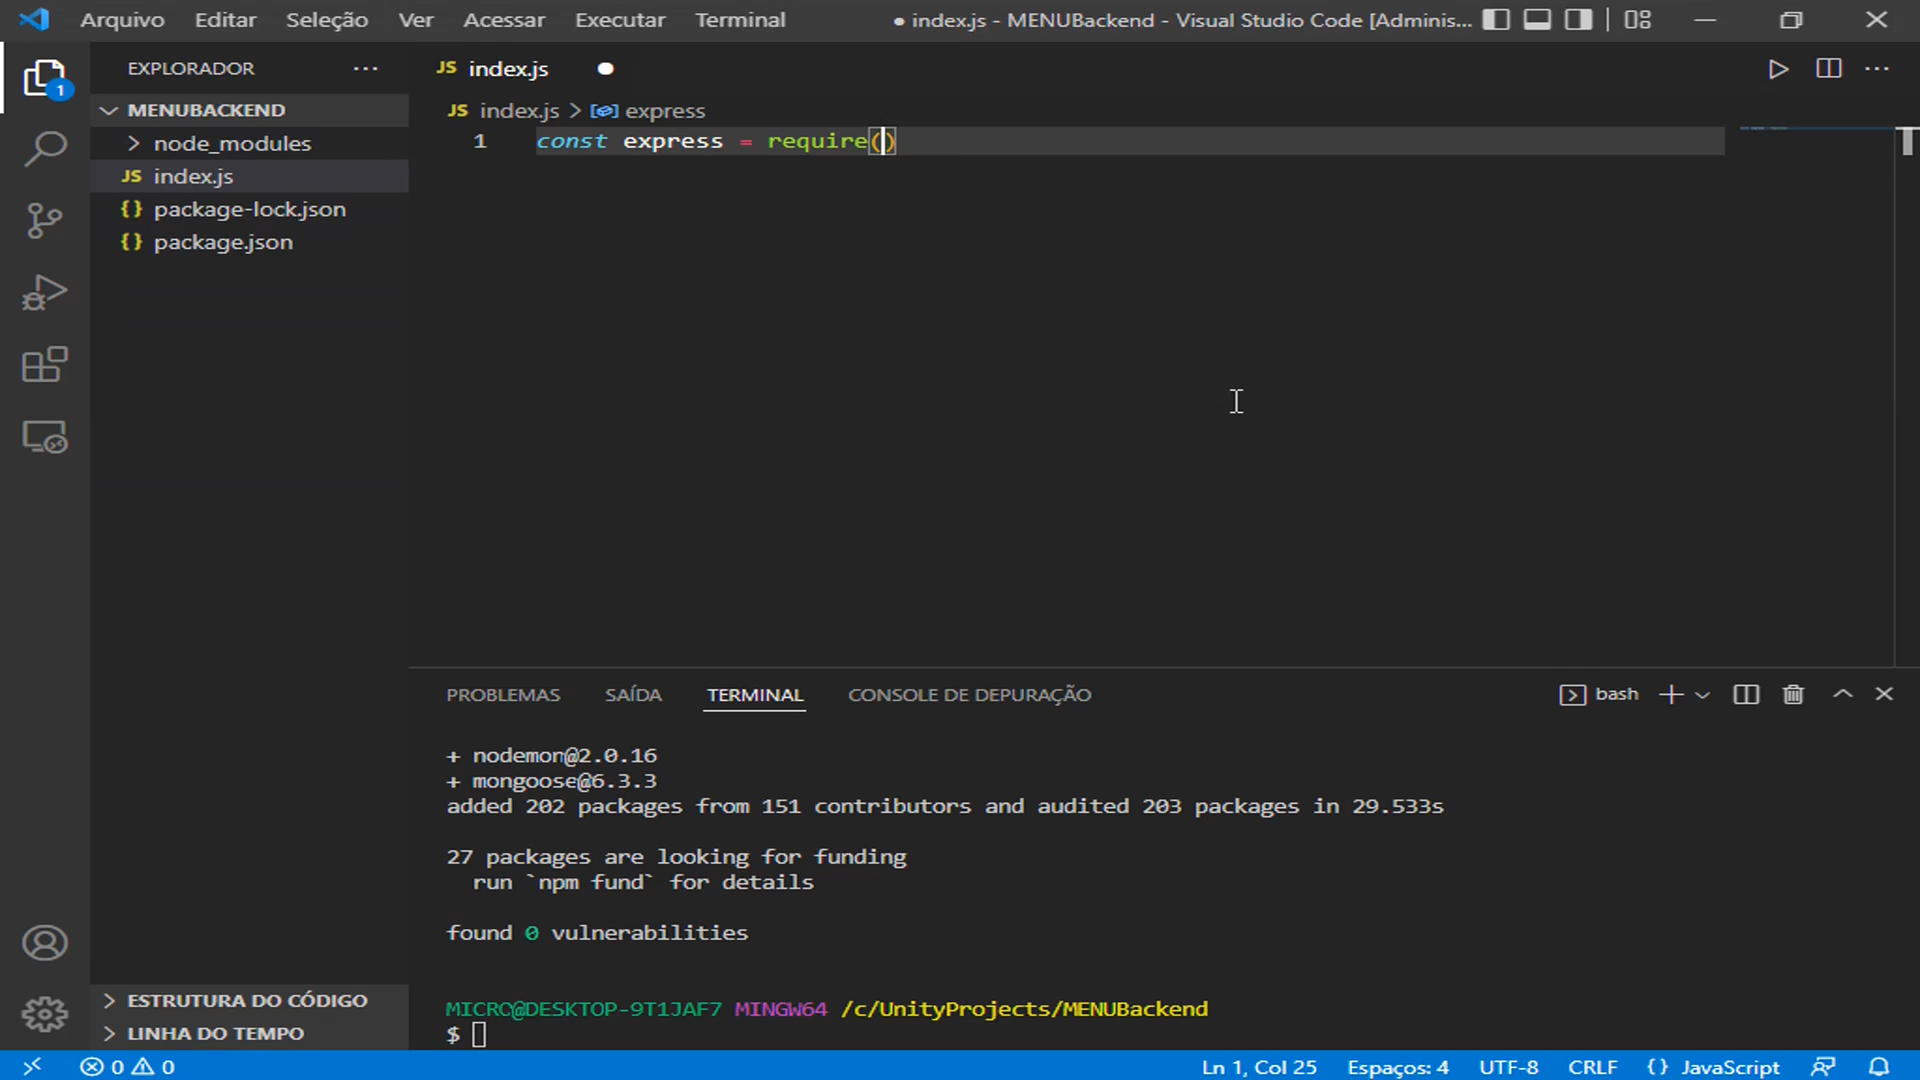 Arquivo Editar Seleção Ver Acessar Executar Terminal ● index.js - MENUBackend - Visual Studio Code [Adminis...
EXPLORADOR ···
JS index.js ●
1
MENUBACKEND
JS index.js > express
node_modules
1 const express = require()
JS index.js
{} package-lock.json
{} package.json
PROBLEMAS SAÍDA TERMINAL CONSOLE DE DEPURAÇÃO bash
+ nodemon@2.0.16
+ mongoose@6.3.3
added 202 packages from 151 contributors and audited 203 packages in 29.533s
27 packages are looking for funding
run `npm fund` for details
found 0 vulnerabilities
ESTRUTURA DO CÓDIGO
MICRO@DESKTOP-9T1JAF7 MINGW64 /c/UnityProjects/MENUBackend
LINHA DO TEMPO
$
0 0 Ln 1, Col 25 Espaços: 4 UTF-8 CRLF {} JavaScript